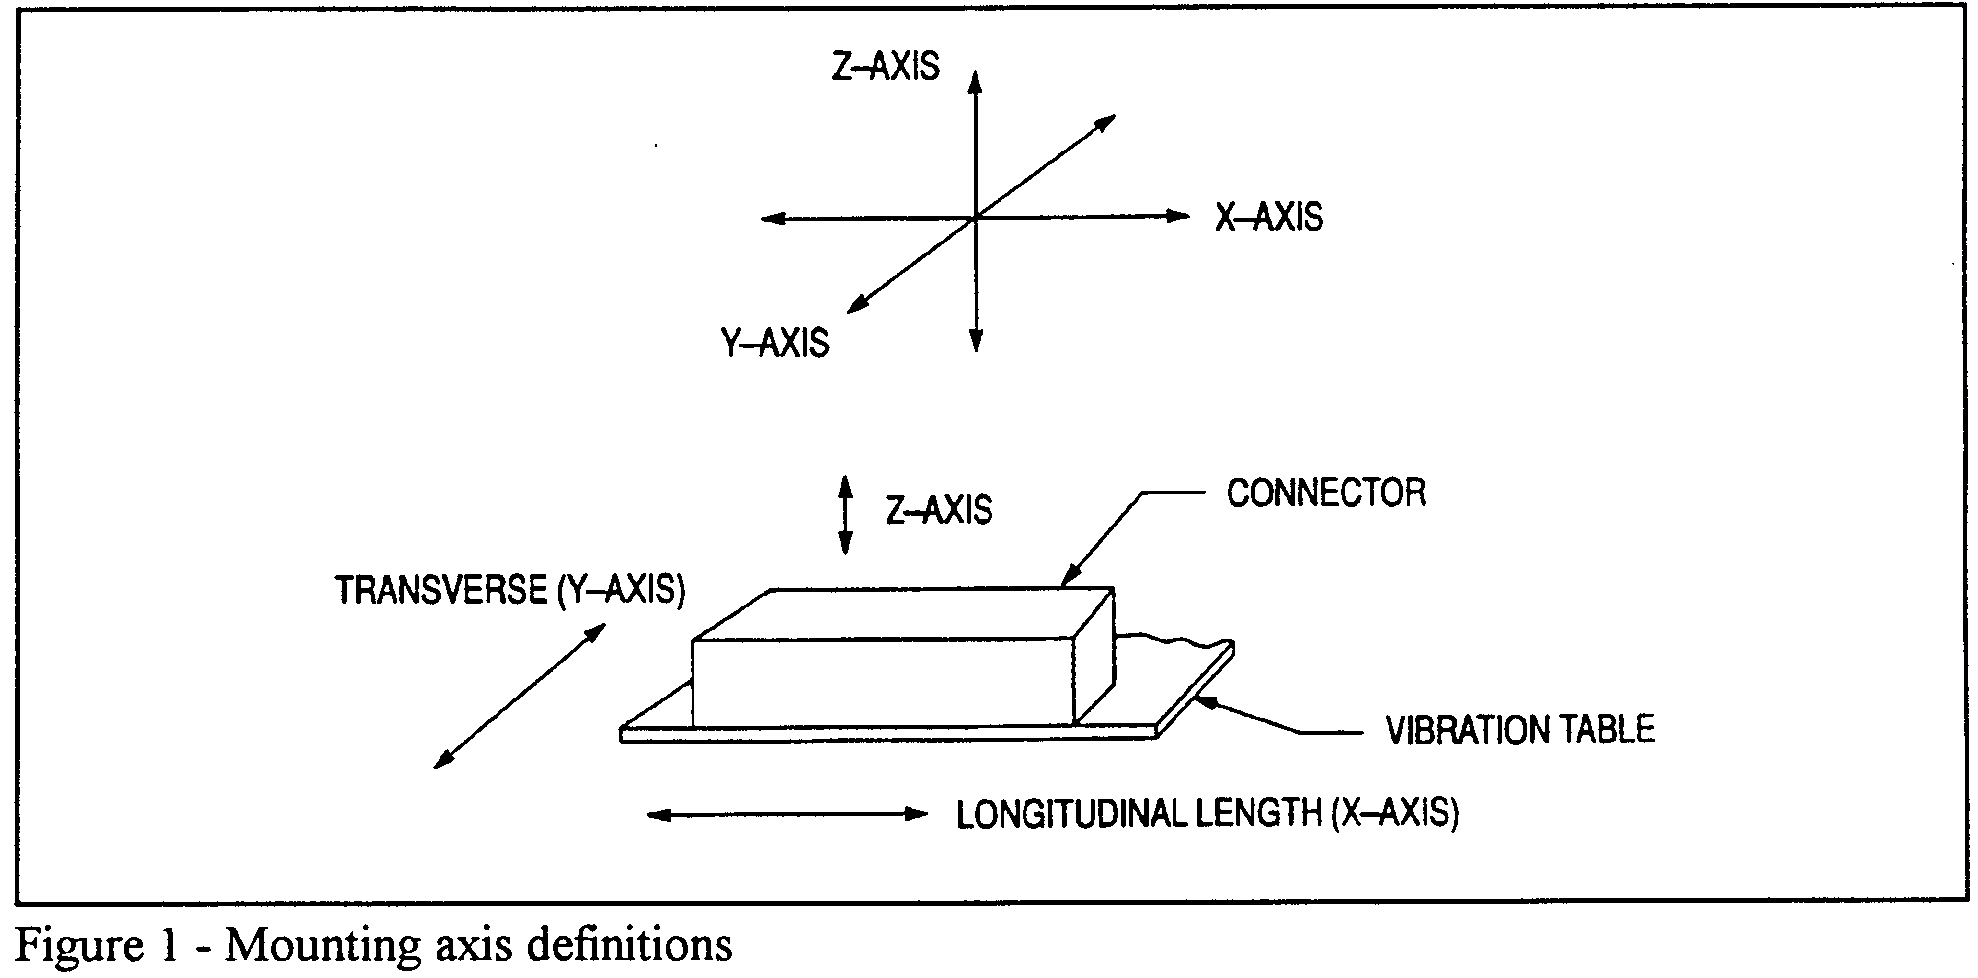 Z-AXIS
X-AXIS
Y-AXIS
Z-AXIS
CONNECTOR
TRANSVERSE (Y-AXIS)
VIBRATION TABLE
LONGITUDINAL LENGTH (X-AXIS)
Figure 1 - Mounting axis definitions